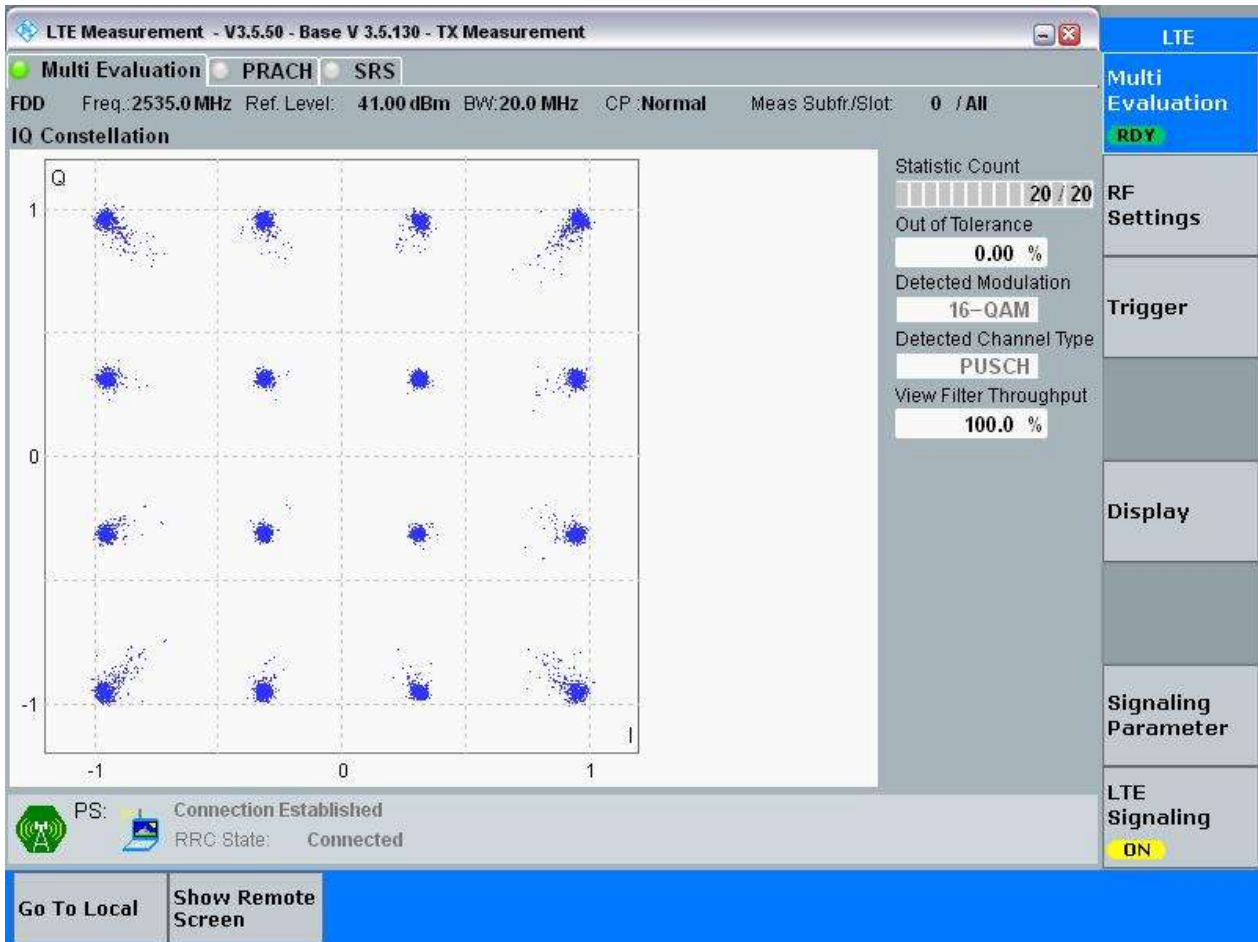 LTE Measurement - V3.5.50 - Base V 3.5.130 - TX Measurement
LTE
Multi Evaluation PRACH SRS
Multi
Evaluation
RDY
FDD Freq.:2535.0 MHz Ref. Level: 41.00 dBm BW:20.0 MHz CP :Normal Meas Subfr./Slot: 0 / All
IQ Constellation
Q
1
0
-1
-1 0 1
I
Statistic Count
20 / 20
Out of Tolerance
0.00 %
Detected Modulation
16-QAM
Detected Channel Type
PUSCH
View Filter Throughput
100.0 %
RF
Settings
Trigger
Display
Signaling
Parameter
LTE
Signaling
ON
PS: Connection Established
RRC State: Connected
Go To Local
Show Remote
Screen